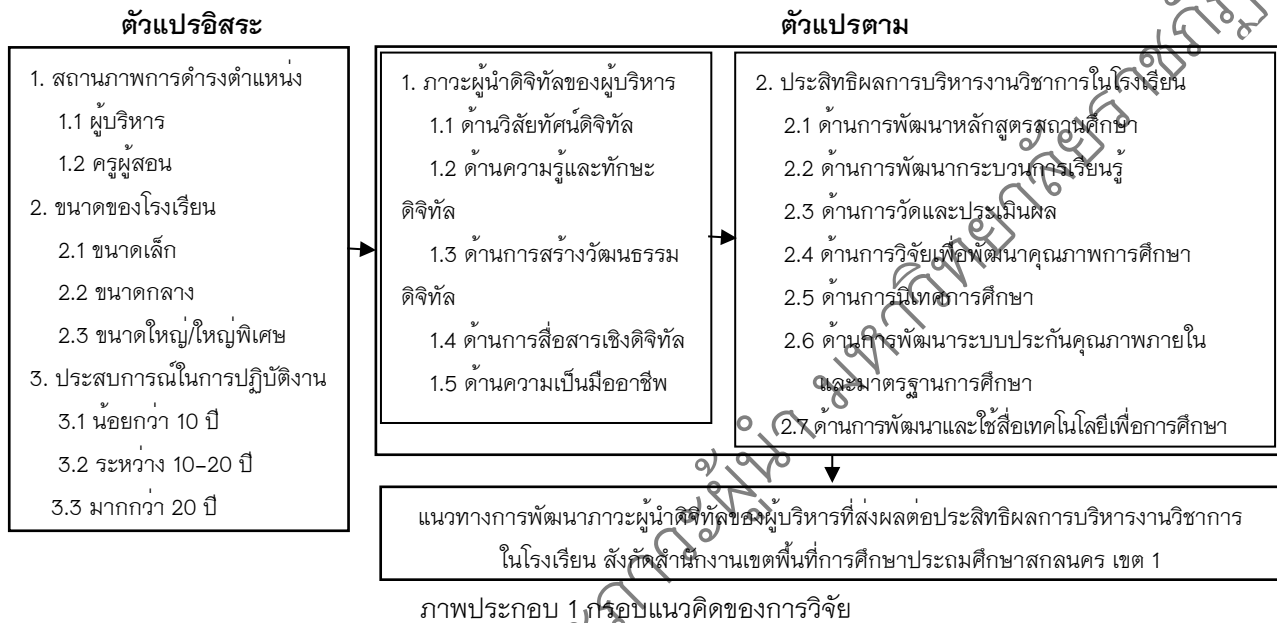 ตัวแปรอิสระ
ตัวแปรตาม
1. สถานภาพการดำรงตำแหน่ง
1.1 ผู้บริหาร
1.2 ครูผู้สอน
2. ขนาดของโรงเรียน
2.1 ขนาดเล็ก
2.2 ขนาดกลาง
2.3 ขนาดใหญ่/ใหญ่พิเศษ
3. ประสบการณ์ในการปฏิบัติงาน
3.1 น้อยกว่า 10 ปี
3.2 ระหว่าง 10-20 ปี
3.3 มากกว่า 20 ปี
1. ภาวะผู้นำดิจิทัลของผู้บริหาร
1.1 ด้านวิสัยทัศน์ดิจิทัล
1.2 ด้านความรู้และทักษะ
ดิจิทัล
1.3 ด้านการสร้างวัฒนธรรม
ดิจิทัล
1.4 ด้านการสื่อสารเชิงดิจิทัล
1.5 ด้านความเป็นมืออาชีพ
2. ประสิทธิผลการบริหารงานวิชาการในโรงเรียน
2.1 ด้านการพัฒนาหลักสูตรสถานศึกษา
2.2 ด้านการพัฒนากระบวนการเรียนรู้
2.3 ด้านการวัดและประเมินผล
2.4 ด้านการวิจัยเพื่อพัฒนาคุณภาพการศึกษา
2.5 ด้านการนิเทศการศึกษา
2.6 ด้านการพัฒนาระบบประกันคุณภาพภายใน
และมาตรฐานการศึกษา
2.7 ด้านการพัฒนาและใช้สื่อเทคโนโลยีเพื่อการศึกษา
แนวทางการพัฒนาภาวะผู้นำดิจิทัลของผู้บริหารที่ส่งผลต่อประสิทธิผลการบริหารงานวิชาการ
ในโรงเรียน สังกัดสำนักงานเขตพื้นที่การศึกษาประถมศึกษาสกลนคร เขต 1
ภาพประกอบ 1 กรอบแนวคิดของการวิจัย
มหาวิทยาลัยราชภัฏ